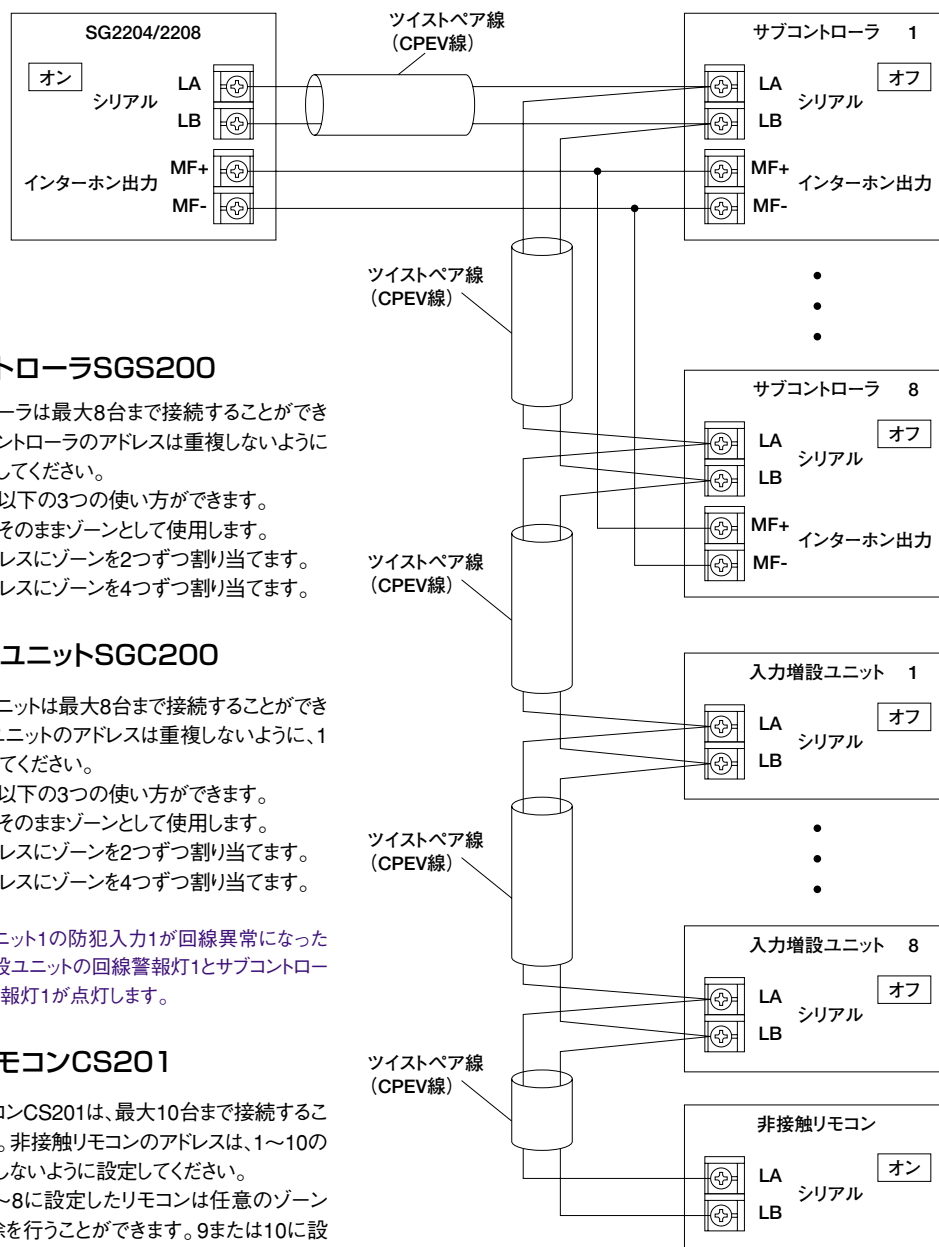 SG2204/2208
オン
シリアル
LA
LB
インターホン出力
MF+
MF-
ツイストペア線
（CPEV線）
サブコントローラ 1
オフ
LA
シリアル
LB
MF+
インターホン出力
MF-
ツイストペア線
（CPEV線）
サブコントローラ 8
オフ
LA
シリアル
LB
MF+
インターホン出力
MF-
ツイストペア線
（CPEV線）
入力増設ユニット 1
オフ
LA
シリアル
LB
ツイストペア線
（CPEV線）
入力増設ユニット 8
オフ
LA
シリアル
LB
ツイストペア線
（CPEV線）
非接触リモコン
オン
LA
シリアル
LB
トローラSGS200
ーラは最大8台まで接続することができ
ントローラのアドレスは重複しないように
してください。
以下の3つの使い方ができます。
そのままゾーンとして使用します。
レスにゾーンを2つずつ割り当てます。
レスにゾーンを4つずつ割り当てます。
ユニットSGC200
ニットは最大8台まで接続することができ
ユニットのアドレスは重複しないように、1
てください。
以下の3つの使い方ができます。
そのままゾーンとして使用します。
レスにゾーンを2つずつ割り当てます。
レスにゾーンを4つずつ割り当てます。
ニット1の防犯入力1が回線異常になった
設ユニットの回線警報灯1とサブコントロー
報灯1が点灯します。
モコンCS201
コンCS201は、最大10台まで接続するこ
。非接触リモコンのアドレスは、1～10の
しないように設定してください。
～8に設定したリモコンは任意のゾーン
除を行うことができます。9または10に設